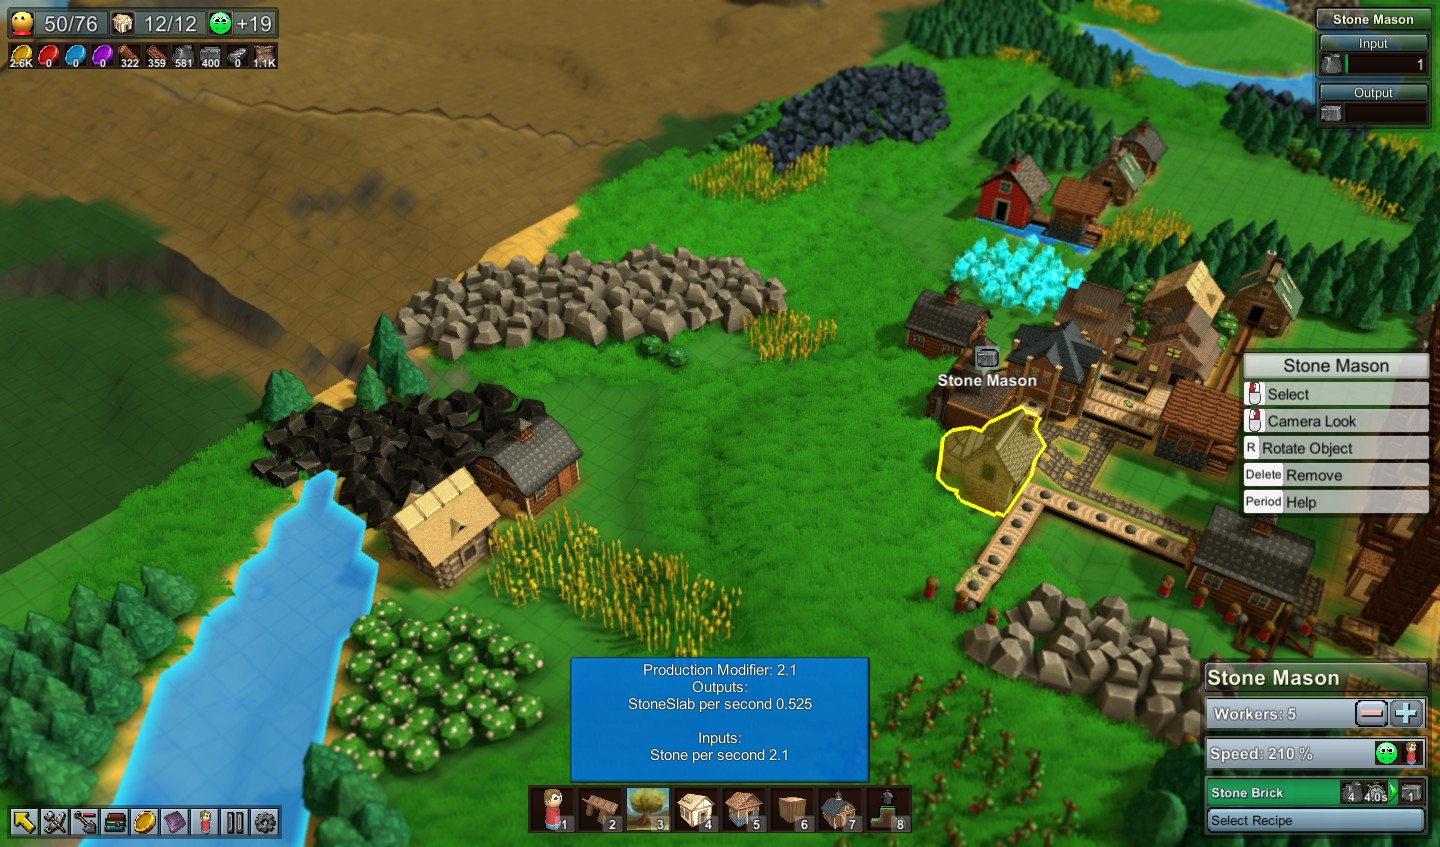 50/76
12/12
+19
2.6K
0
0
0
322
359
581
400
0
1.1K
Stone Mason
Input
1
Output
Stone Mason
Stone Mason
Select
Camera Look
R Rotate Object
Delete Remove
Period Help
Production Modifier: 2.1
Outputs:
StoneSlab per second 0.525
Inputs:
Stone per second 2.1
Stone Mason
Workers: 5
Speed: 210 %
Stone Brick 4 4.0s 1
Select Recipe
1 2 3 4 5 6 7 8